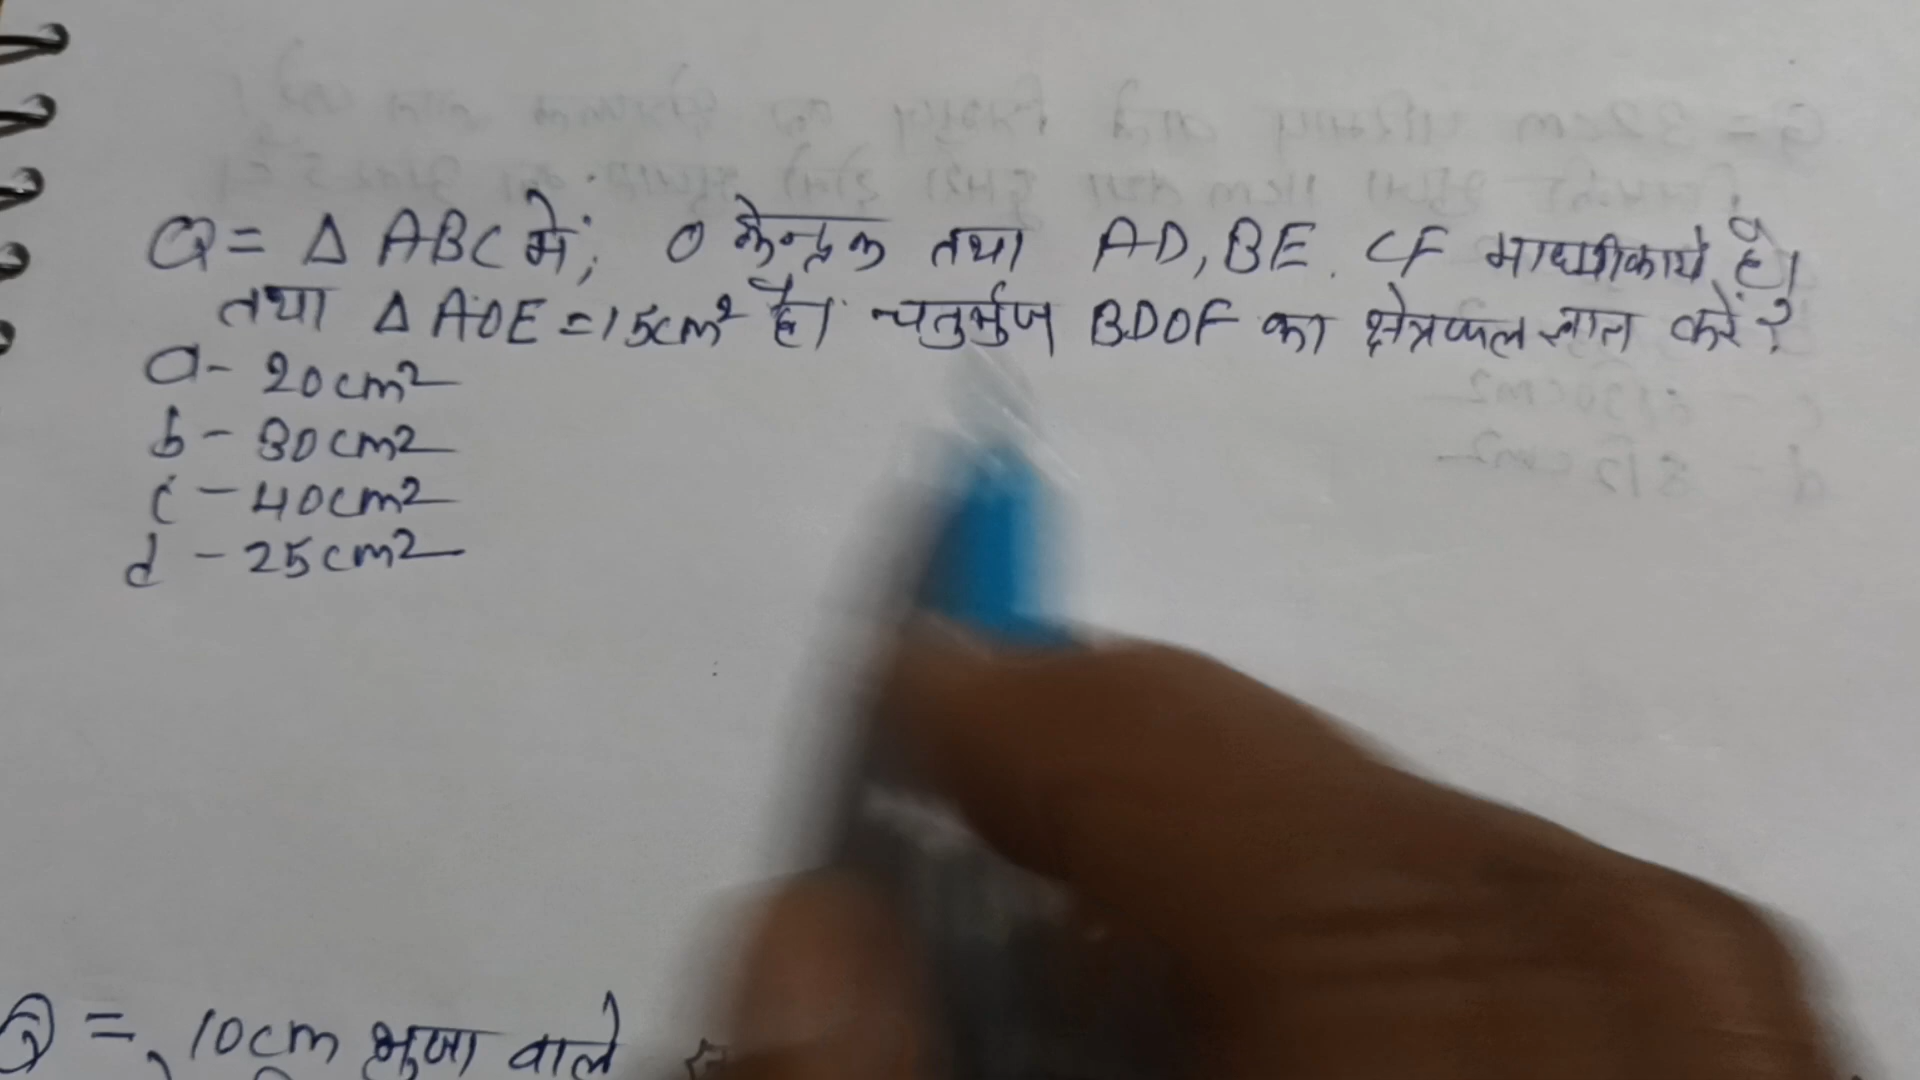 Q = Δ ABC में; O केन्द्रक तथा AD, BE, CF माध्यिकाये है।
तथा Δ AOE = 15cm² है। चतुर्भुज BDOF का क्षेत्रफल ज्ञात करें?
a - 20cm²
b - 30cm²
c - 40cm²
d - 25cm²
Q = 10cm भुजा वाले